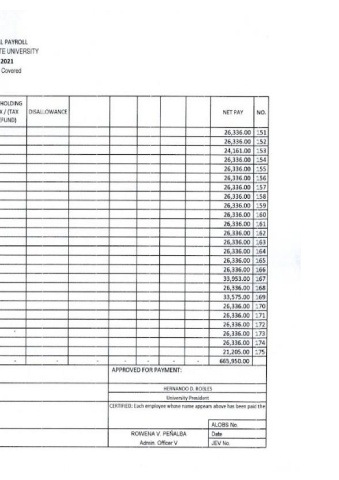 L PAYROLL
TE UNIVERSITY
2021
Covered
HOLDING
X / (TAX
EFUND) DISALLOWANCE NET PAY NO.
26,336.00 151
26,336.00 152
24,161.00 153
26,336.00 154
26,336.00 155
26,336.00 156
26,336.00 157
26,336.00 158
26,336.00 159
26,336.00 160
26,336.00 161
26,336.00 162
26,336.00 163
26,336.00 164
26,336.00 165
26,336.00 166
33,953.00 167
26,336.00 168
33,575.00 169
26,336.00 170
26,336.00 171
26,336.00 172
- 26,336.00 173
26,336.00 174
21,205.00 175
- - - - - - - 665,950.00
APPROVED FOR PAYMENT:
HERNANDO D. ROBLES
University President
CERTIFIED: Each employee whose name appears above has been paid the
ALOBS No.
ROWENA V. PEÑALBA Date
Admin. Officer V JEV No.